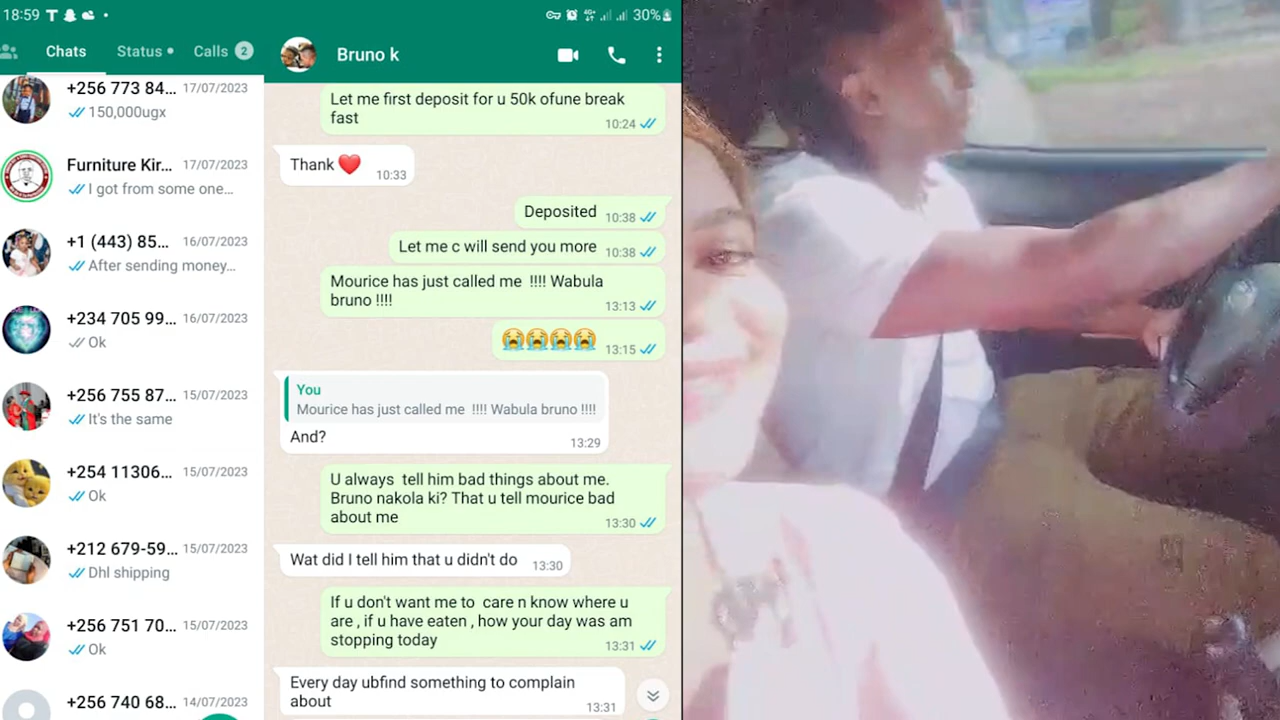 18:59
4G+
30%
Chats
Status
Calls 2
+256 773 84... 17/07/2023
150,000ugx
Furniture Kir... 17/07/2023
I got from some one...
+1 (443) 85... 16/07/2023
After sending money...
+234 705 99... 16/07/2023
Ok
+256 755 87... 15/07/2023
It's the same
+254 11306... 15/07/2023
Ok
+212 679-59... 15/07/2023
Dhl shipping
+256 751 70... 15/07/2023
Ok
+256 740 68... 14/07/2023
Bruno k
Let me first deposit for u 50k ofune break
fast
10:24
Thank ❤️ 10:33
Deposited 10:38
Let me c will send you more 10:38
Mourice has just called me !!!! Wabula
bruno !!!!
13:13
😭😭😭😭 13:15
You
Mourice has just called me !!!! Wabula bruno !!!!
And?
13:29
U always tell him bad things about me.
Bruno nakola ki? That u tell mourice bad
about me
13:30
Wat did I tell him that u didn't do 13:30
If u don't want me to care n know where u
are , if u have eaten , how your day was am
stopping today
13:31
Every day ubfind something to complain
about
13:31